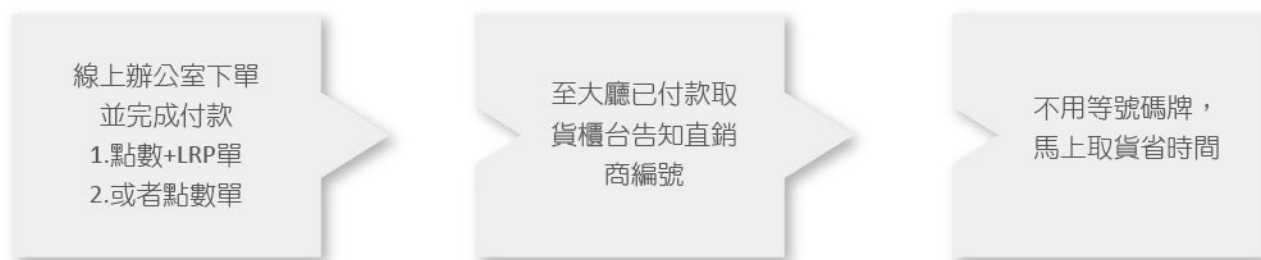 線上辦公室下單
並完成付款
1.點數+LRP單
2.或者點數單
至大廳已付款取
貨櫃台告知直銷
商編號
不用等號碼牌，
馬上取貨省時間